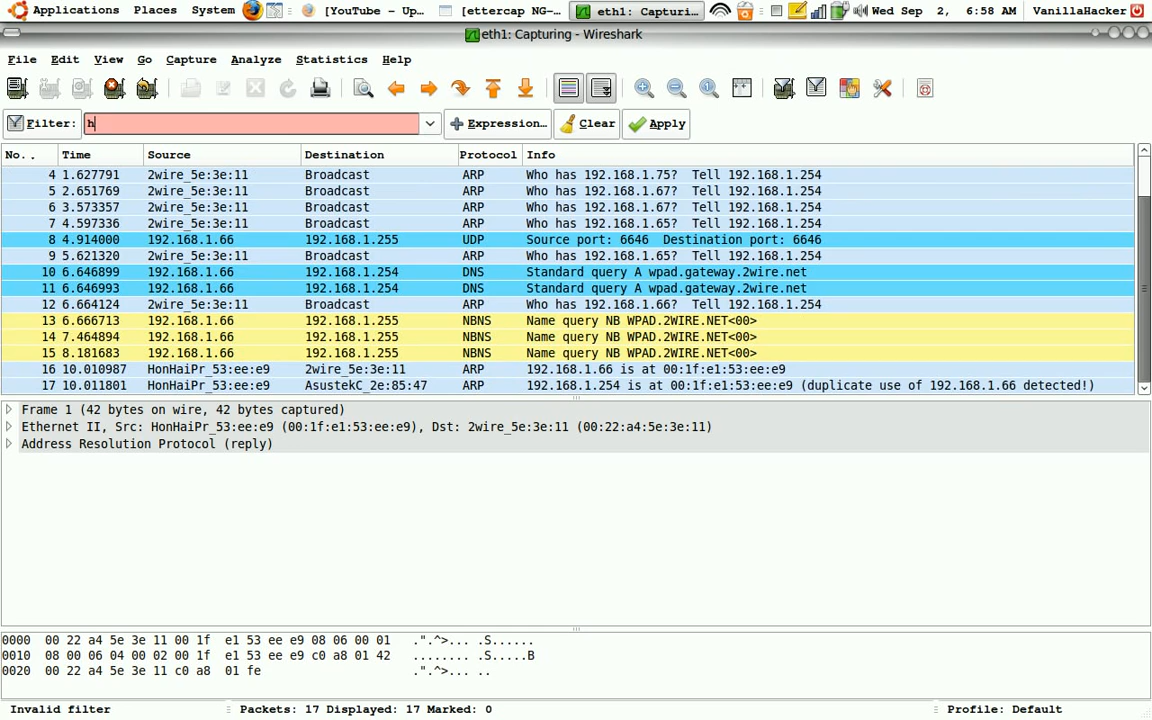 Applications Places System [YouTube - Up... [ettercap NG-... eth1: Capturi... Wed Sep 2, 6:58 AM VanillaHacker
eth1: Capturing - Wireshark
File Edit View Go Capture Analyze Statistics Help
Filter: h Expression... Clear Apply
No. . Time Source Destination Protocol Info
4 1.627791 2wire_5e:3e:11 Broadcast ARP Who has 192.168.1.75? Tell 192.168.1.254
5 2.651769 2wire_5e:3e:11 Broadcast ARP Who has 192.168.1.67? Tell 192.168.1.254
6 3.573357 2wire_5e:3e:11 Broadcast ARP Who has 192.168.1.67? Tell 192.168.1.254
7 4.597336 2wire_5e:3e:11 Broadcast ARP Who has 192.168.1.65? Tell 192.168.1.254
8 4.914000 192.168.1.66 192.168.1.255 UDP Source port: 6646 Destination port: 6646
9 5.621320 2wire_5e:3e:11 Broadcast ARP Who has 192.168.1.65? Tell 192.168.1.254
10 6.646899 192.168.1.66 192.168.1.254 DNS Standard query A wpad.gateway.2wire.net
11 6.646993 192.168.1.66 192.168.1.254 DNS Standard query A wpad.gateway.2wire.net
12 6.664124 2wire_5e:3e:11 Broadcast ARP Who has 192.168.1.66? Tell 192.168.1.254
13 6.666713 192.168.1.66 192.168.1.255 NBNS Name query NB WPAD.2WIRE.NET<00>
14 7.464894 192.168.1.66 192.168.1.255 NBNS Name query NB WPAD.2WIRE.NET<00>
15 8.181683 192.168.1.66 192.168.1.255 NBNS Name query NB WPAD.2WIRE.NET<00>
16 10.010987 HonHaiPr_53:ee:e9 2wire_5e:3e:11 ARP 192.168.1.66 is at 00:1f:e1:53:ee:e9
17 10.011801 HonHaiPr_53:ee:e9 AsustekC_2e:85:47 ARP 192.168.1.254 is at 00:1f:e1:53:ee:e9 (duplicate use of 192.168.1.66 detected!)
Frame 1 (42 bytes on wire, 42 bytes captured)
Ethernet II, Src: HonHaiPr_53:ee:e9 (00:1f:e1:53:ee:e9), Dst: 2wire_5e:3e:11 (00:22:a4:5e:3e:11)
Address Resolution Protocol (reply)
0000 00 22 a4 5e 3e 11 00 1f e1 53 ee e9 08 06 00 01 .".^>... .S......
0010 08 00 06 04 00 02 00 1f e1 53 ee e9 c0 a8 01 42 ........ .S.....B
0020 00 22 a4 5e 3e 11 c0 a8 01 fe .".^>... ..
Invalid filter Packets: 17 Displayed: 17 Marked: 0 Profile: Default